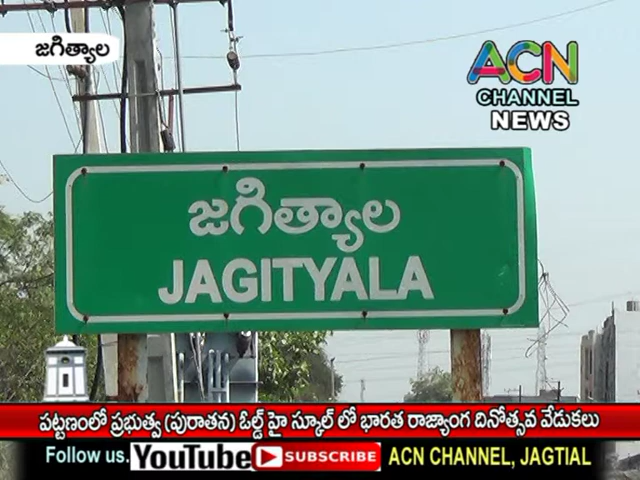 జగిత్యాల
ACN
CHANNEL
NEWS
జగిత్యాల
JAGITYALA
పట్టణంలో ప్రభుత్వ (పురాతన) ఓల్డ్ హై స్కూల్ లో భారత రాజ్యాంగ దినోత్సవ వేడుకలు
Follow us. YouTube SUBSCRIBE ACN CHANNEL, JAGTIAL